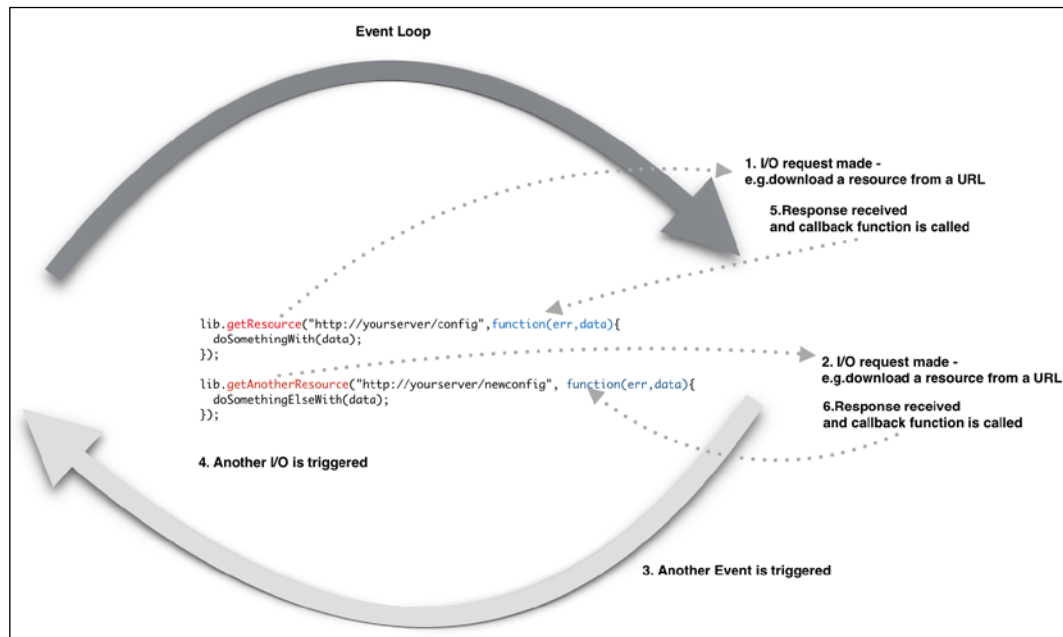 Event Loop
1. I/O request made -
e.g.download a resource from a URL
5.Response received
and callback function is called
lib.getResource("http://yourserver/config",function(err,data){
doSomethingWith(data);
});
lib.getAnotherResource("http://yourserver/newconfig", function(err,data){
doSomethingElseWith(data);
});
2. I/O request made -
e.g.download a resource from a URL
6.Response received
and callback function is called
4. Another I/O is triggered
3. Another Event is triggered